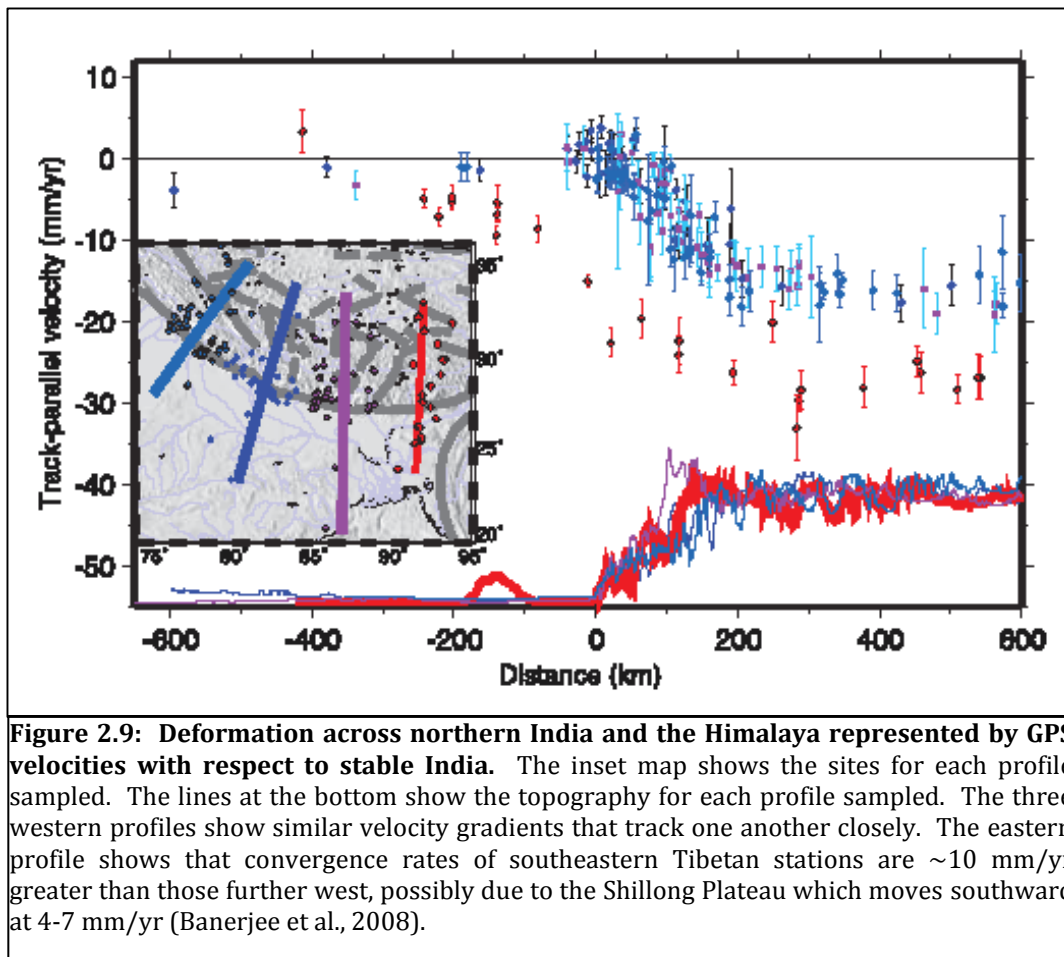 10
0
-10
-20
-30
-40
-50
Track-parallel velocity (mm/yr)
35°
30°
20°
75° 80° 85° 90° 95°
-600 -400 -200 0 200 400 600
Distance (km)
Figure 2.9: Deformation across northern India and the Himalaya represented by GPS
velocities with respect to stable India. The inset map shows the sites for each profile
sampled. The lines at the bottom show the topography for each profile sampled. The three
western profiles show similar velocity gradients that track one another closely. The eastern
profile shows that convergence rates of southeastern Tibetan stations are ~10 mm/yr
greater than those further west, possibly due to the Shillong Plateau which moves southward
at 4-7 mm/yr (Banerjee et al., 2008).